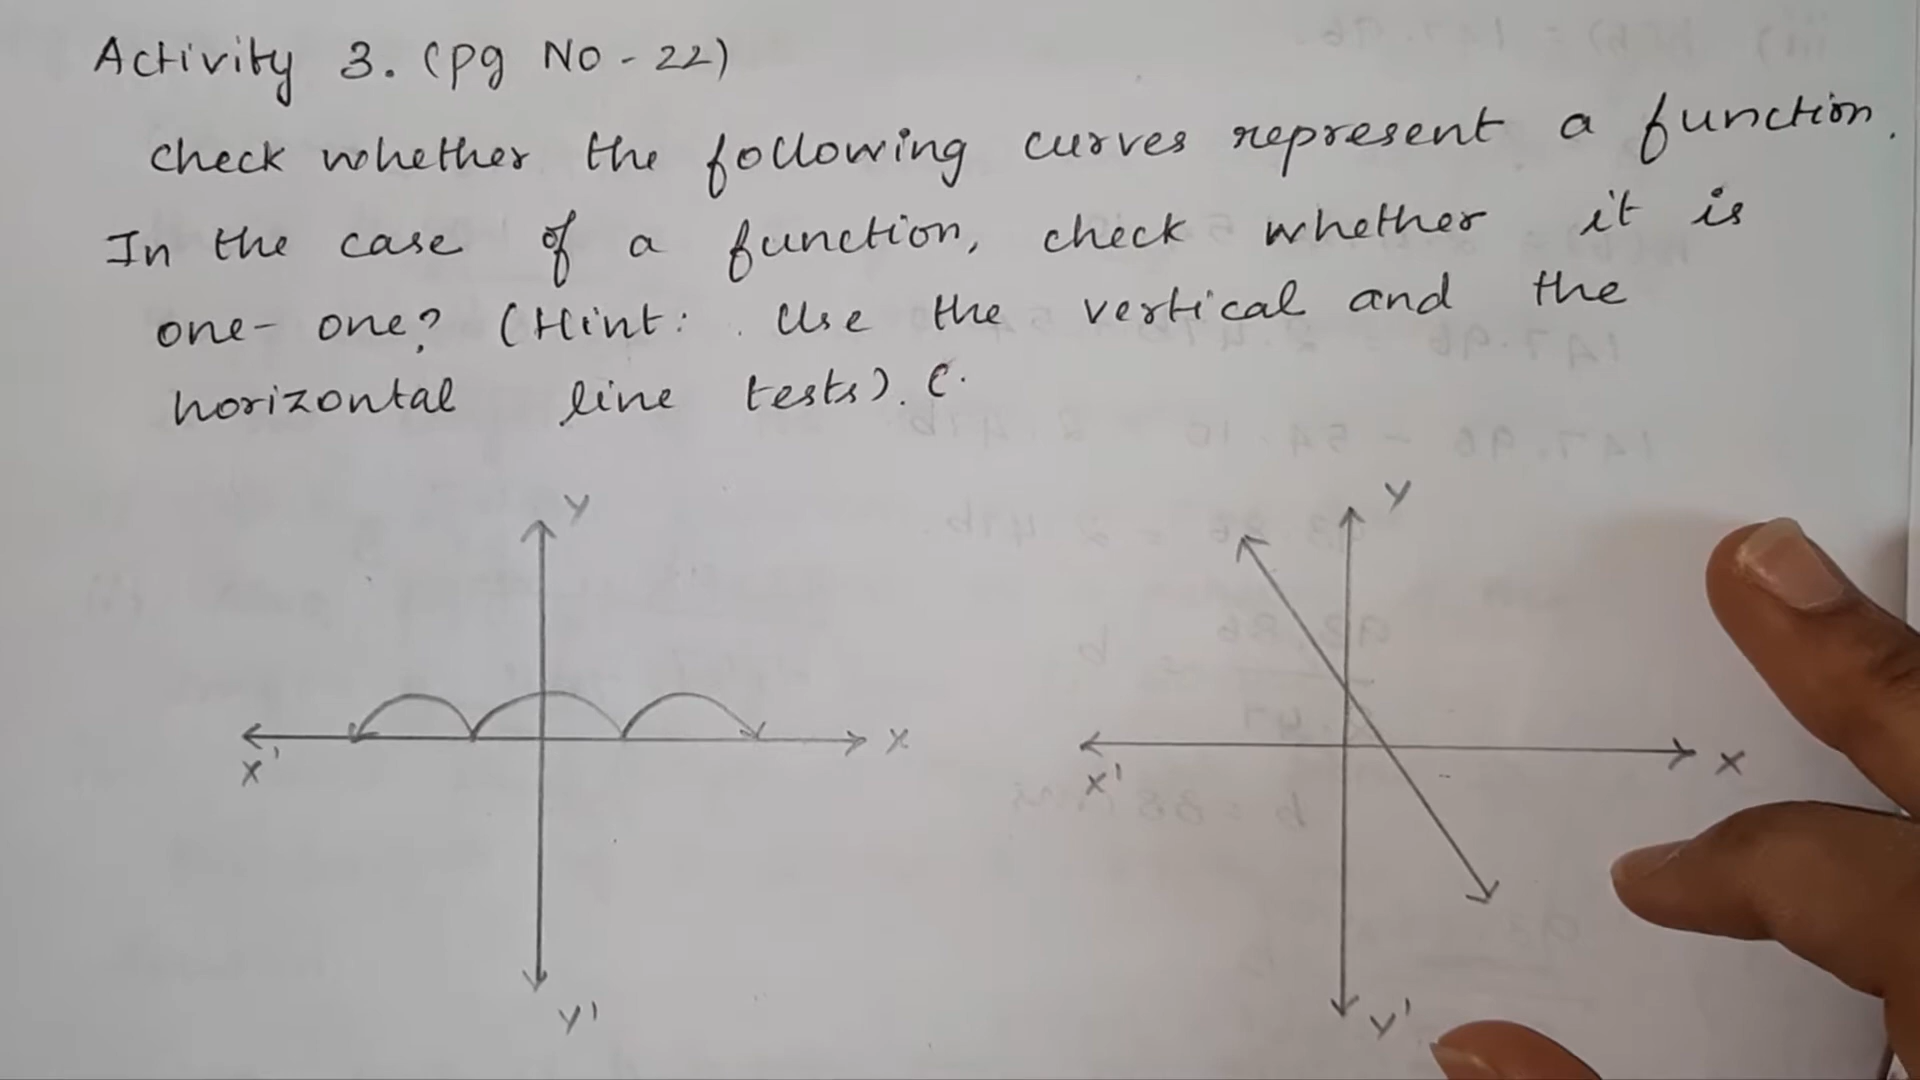 Activity 3. (pg No - 22)
check whether the following curves represent a function.
In the case of a function, check whether it is
one - one? (Hint: . Use the vertical and the
horizontal line tests). (.
Y
Y
X
X'
X
X'
Y'
Y'